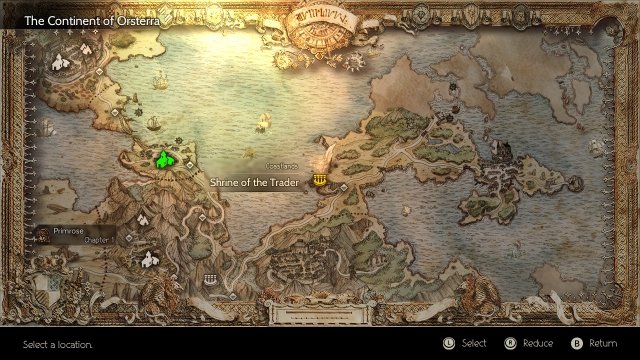 The Continent of Orsterra
Coastlands
Shrine of the Trader
Primrose
Chapter 1
Select a location.
L Select
R Reduce
B Return